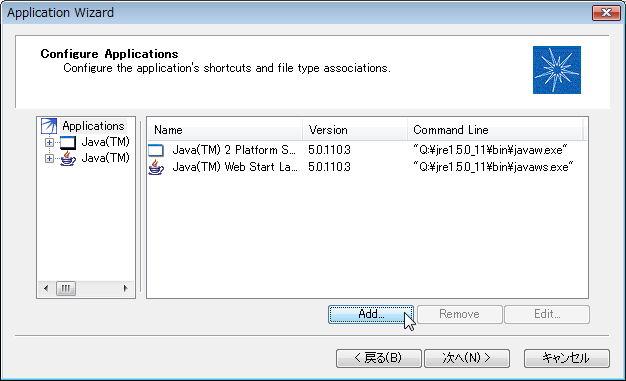 Application Wizard
Configure Applications
Configure the application's shortcuts and file type associations.
Applications
Java(TM)
Java(TM)
Name Version Command Line
Java(TM) 2 Platform S... 5.0.110.3 "Q:¥jre1.5.0_11¥bin¥javaw.exe"
Java(TM) Web Start La... 5.0.110.3 "Q:¥jre1.5.0_11¥bin¥javaws.exe"
Add... Remove Edit...
< 戻る(B) 次へ(N) > キャンセル